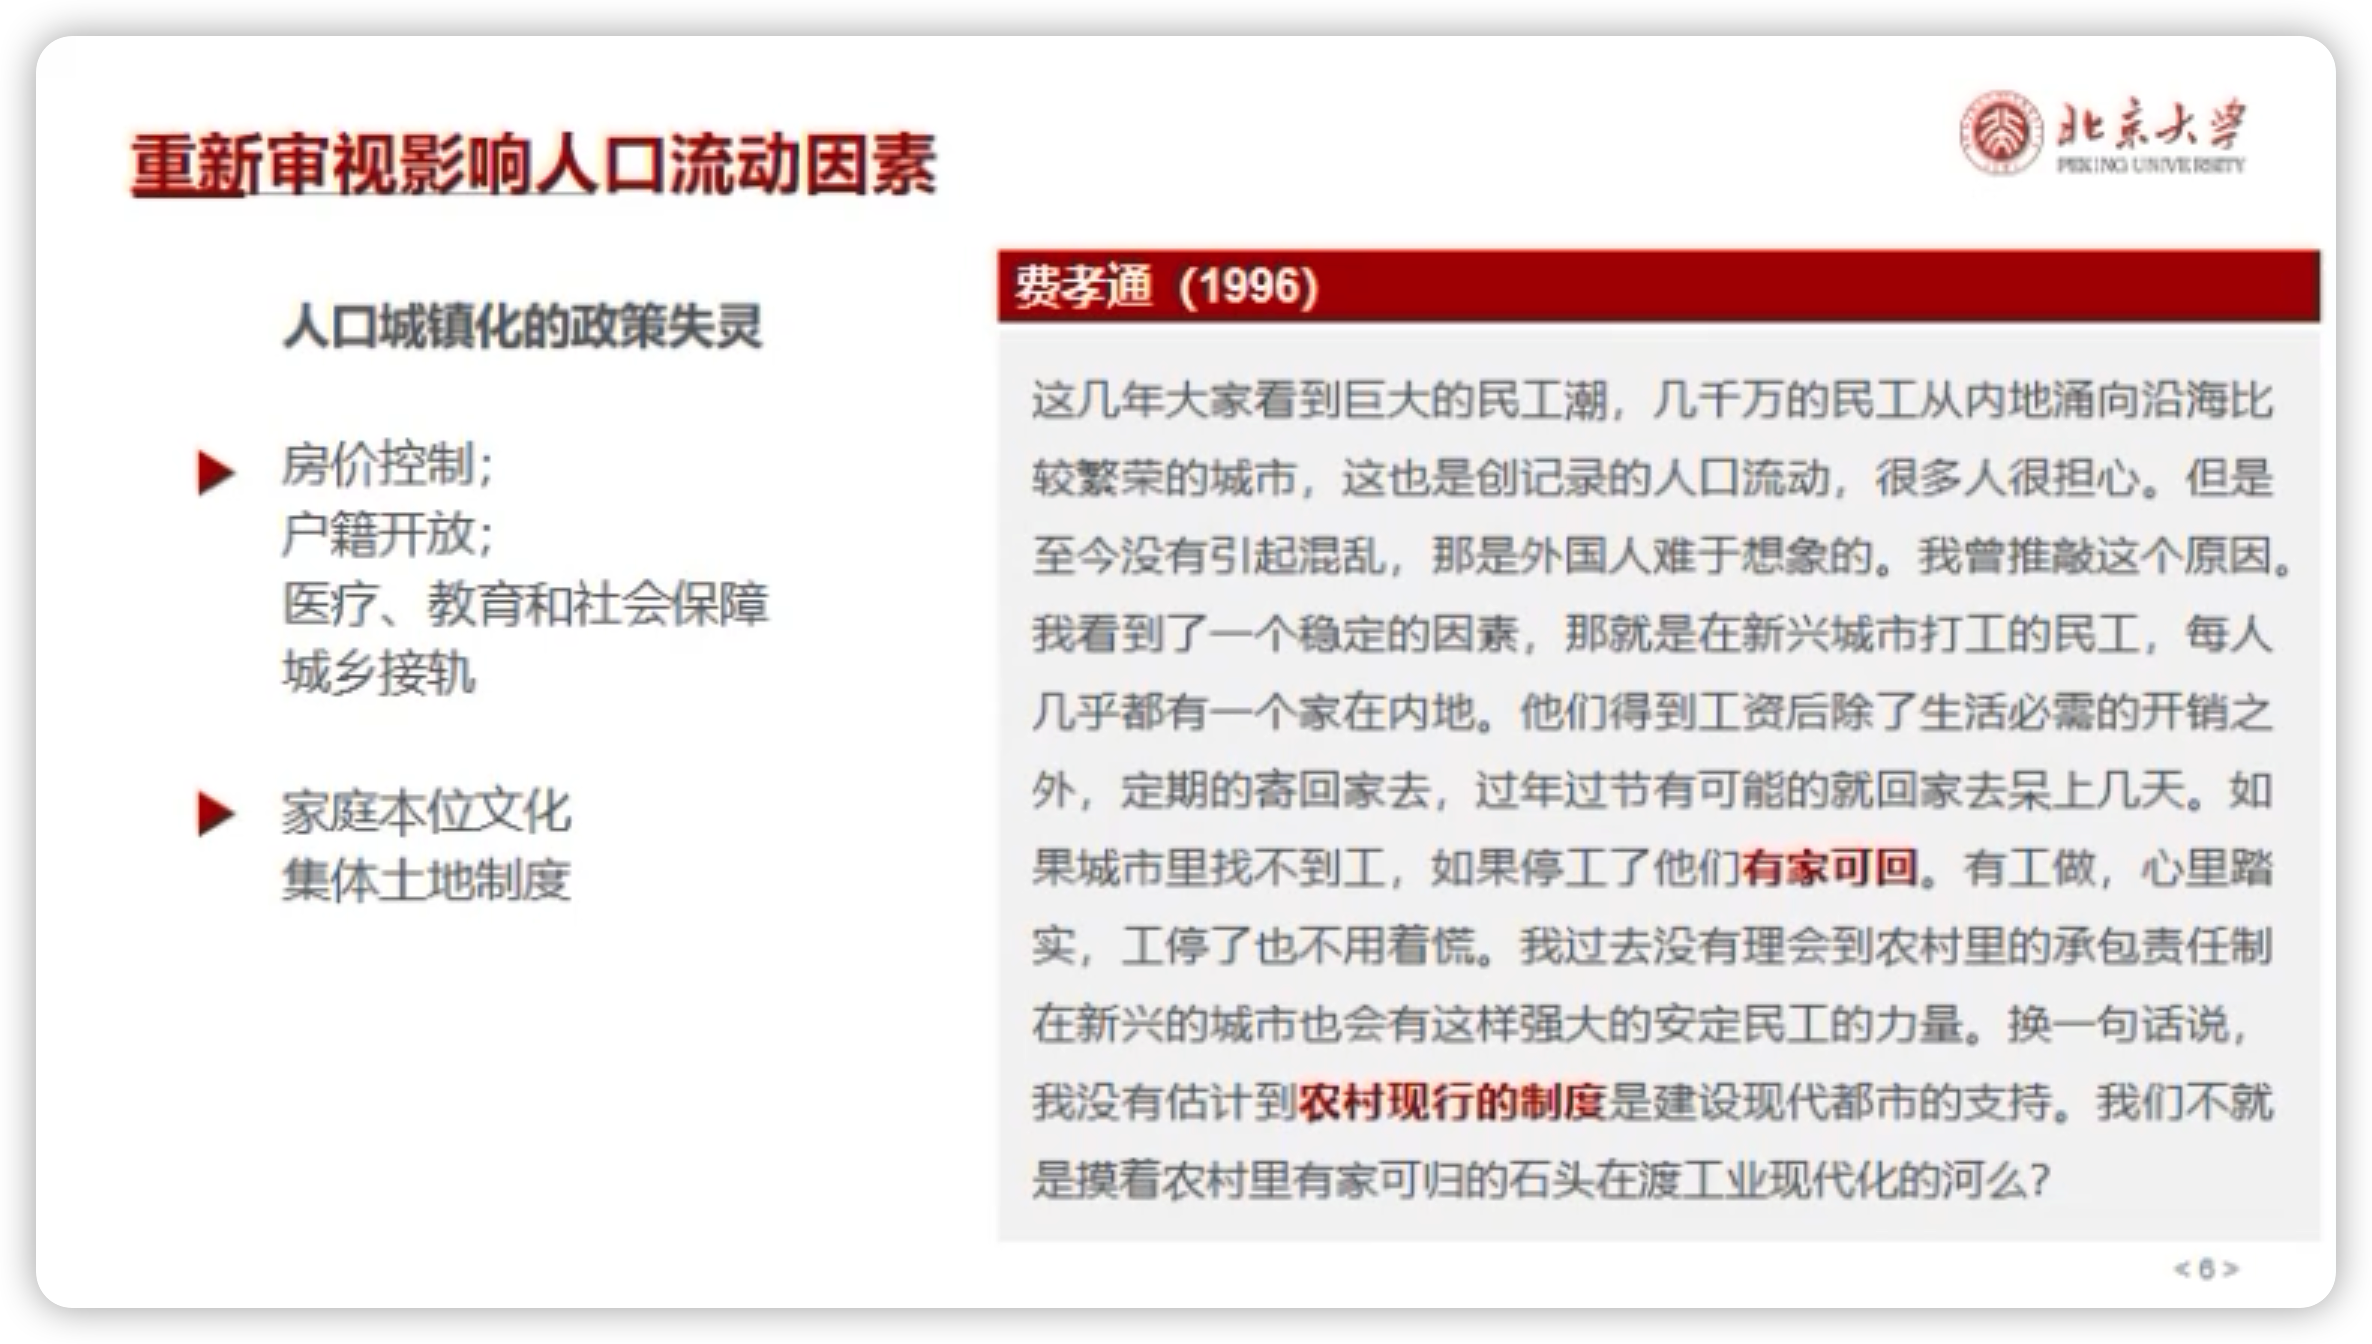 重新审视影响人口流动因素
北京大学
PEKING UNIVERSITY
人口城镇化的政策失灵
房价控制；
户籍开放；
医疗、教育和社会保障
城乡接轨
家庭本位文化
集体土地制度
费孝通（1996）
这几年大家看到巨大的民工潮，几千万的民工从内地涌向沿海比
较繁荣的城市，这也是创记录的人口流动，很多人很担心。但是
至今没有引起混乱，那是外国人难于想象的。我曾推敲这个原因。
我看到了一个稳定的因素，那就是在新兴城市打工的民工，每人
几乎都有一个家在内地。他们得到工资后除了生活必需的开销之
外，定期的寄回家去，过年过节有可能的就回家去呆上几天。如
果城市里找不到工，如果停工了他们有家可回。有工做，心里踏
实，工停了也不用着慌。我过去没有理会到农村里的承包责任制
在新兴的城市也会有这样强大的安定民工的力量。换一句话说，
我没有估计到农村现行的制度是建设现代都市的支持。我们不就
是摸着农村里有家可归的石头在渡工业现代化的河么？
<6>